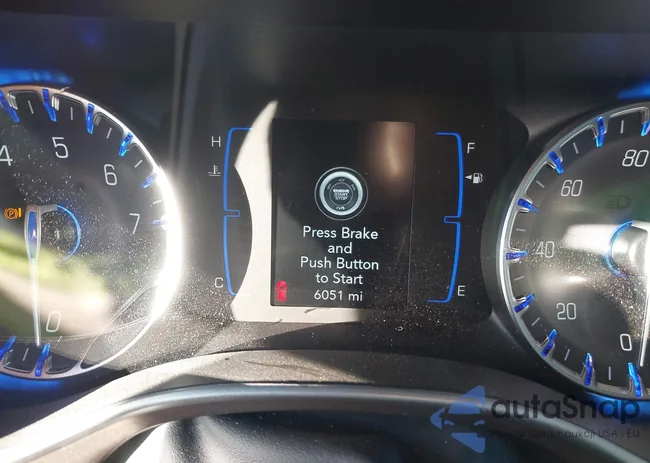 4
5
6
7
0
H
C
ENGINE
START
STOP
Press Brake
and
Push Button
to Start
6051 mi
F
E
80
60
40
20
0
autoSnap